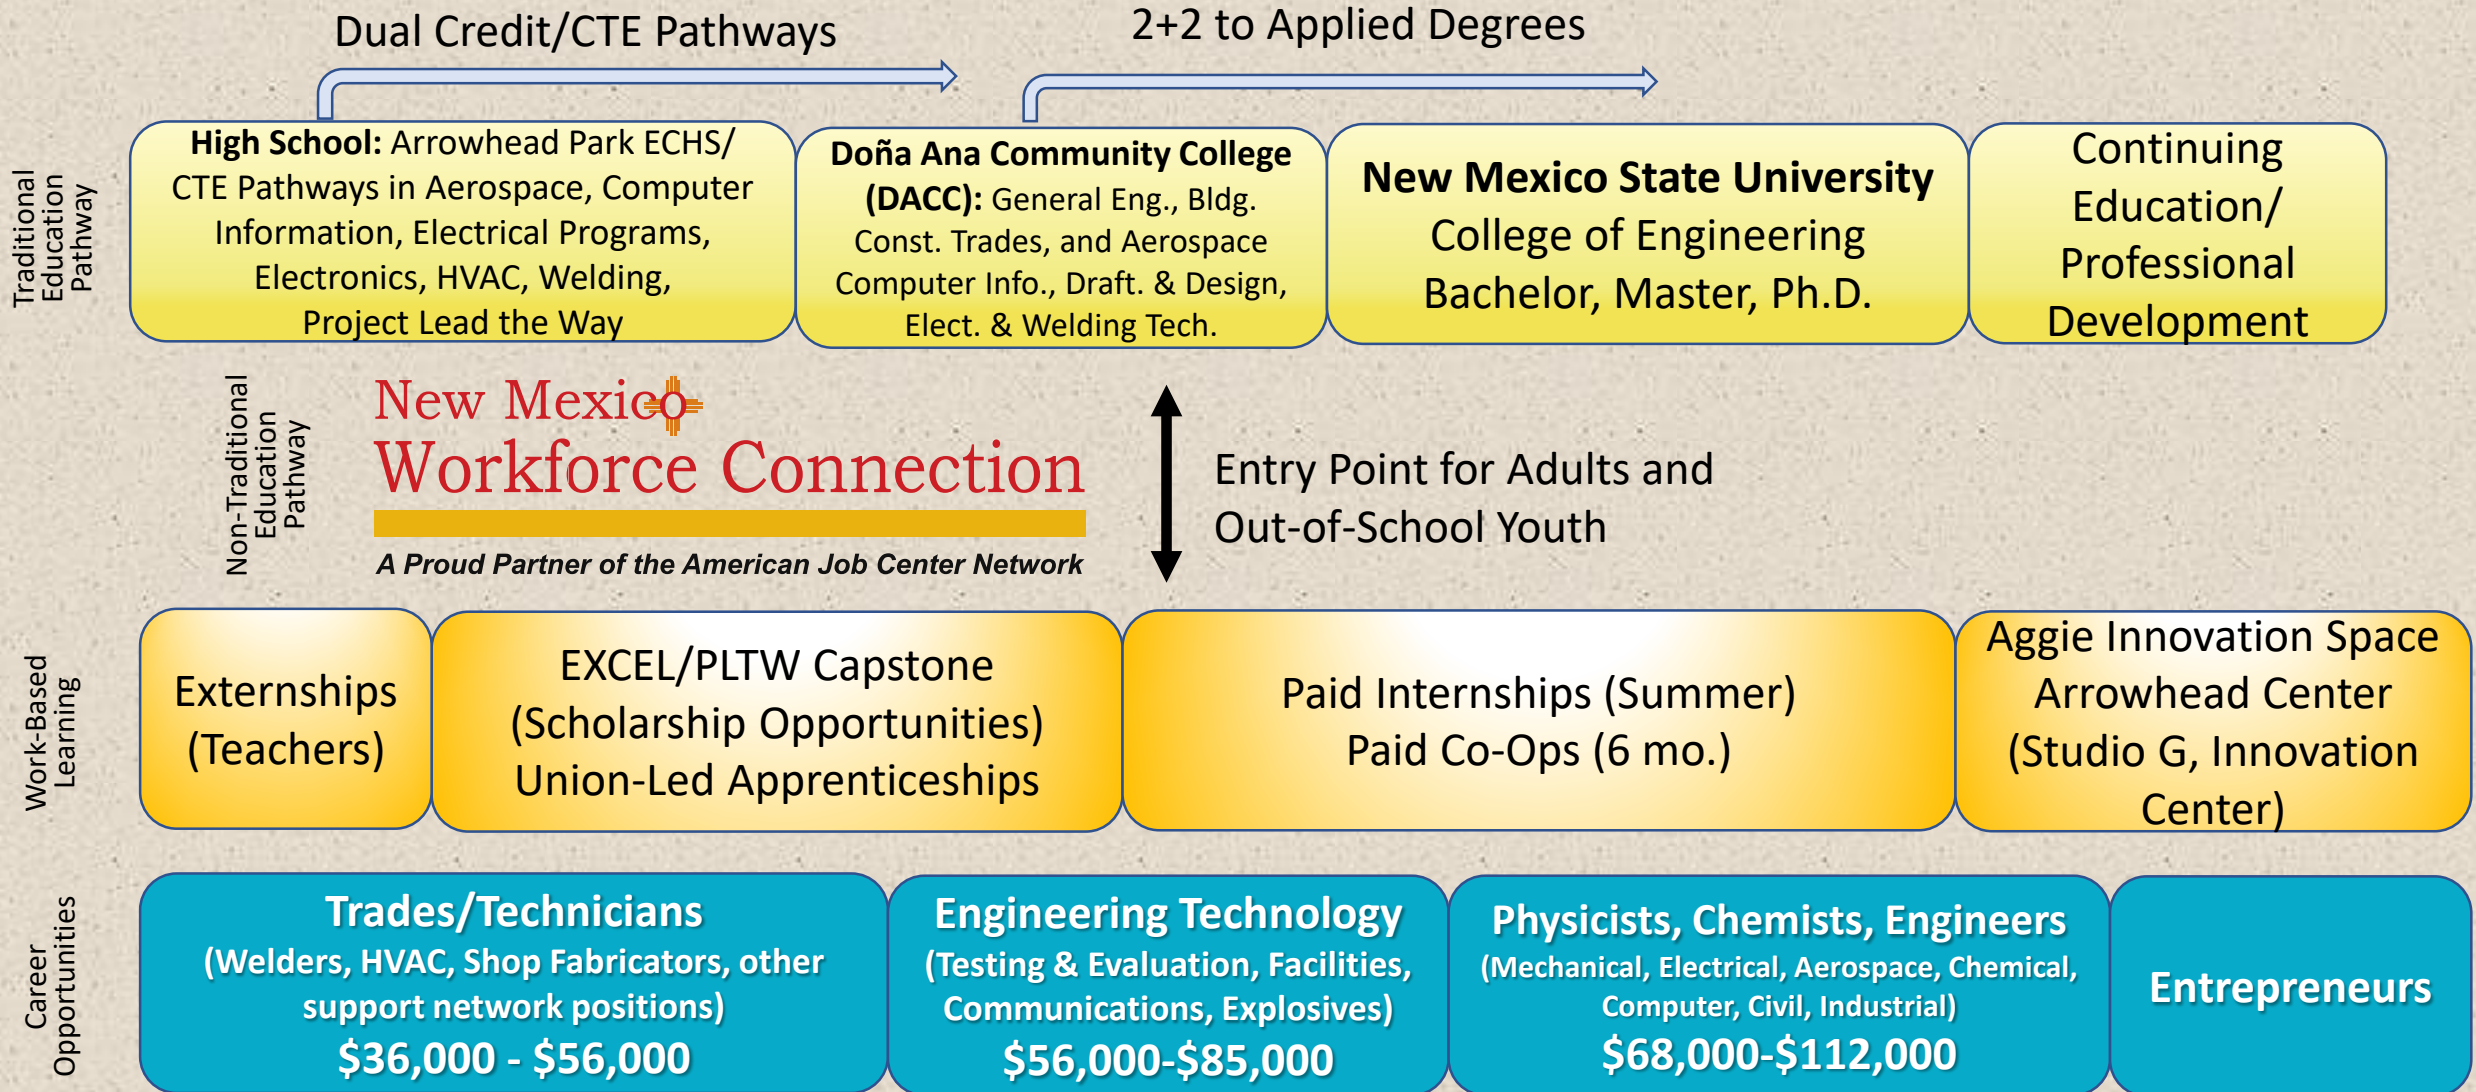 Dual Credit/CTE Pathways
2+2 to Applied Degrees
Traditional
Education
Pathway
High School: Arrowhead Park ECHS/
CTE Pathways in Aerospace, Computer
Information, Electrical Programs,
Electronics, HVAC, Welding,
Project Lead the Way
Doña Ana Community College
(DACC): General Eng., Bldg.
Const. Trades, and Aerospace
Computer Info., Draft. & Design,
Elect. & Welding Tech.
New Mexico State University
College of Engineering
Bachelor, Master, Ph.D.
Continuing
Education/
Professional
Development
Non-Traditional
Education
Pathway
New Mexico
Workforce Connection
A Proud Partner of the American Job Center Network
Entry Point for Adults and
Out-of-School Youth
Work-Based
Learning
Externships
(Teachers)
EXCEL/PLTW Capstone
(Scholarship Opportunities)
Union-Led Apprenticeships
Paid Internships (Summer)
Paid Co-Ops (6 mo.)
Aggie Innovation Space
Arrowhead Center
(Studio G, Innovation
Center)
Career
Opportunities
Trades/Technicians
(Welders, HVAC, Shop Fabricators, other
support network positions)
$36,000 - $56,000
Engineering Technology
(Testing & Evaluation, Facilities,
Communications, Explosives)
$56,000-$85,000
Physicists, Chemists, Engineers
(Mechanical, Electrical, Aerospace, Chemical,
Computer, Civil, Industrial)
$68,000-$112,000
Entrepreneurs